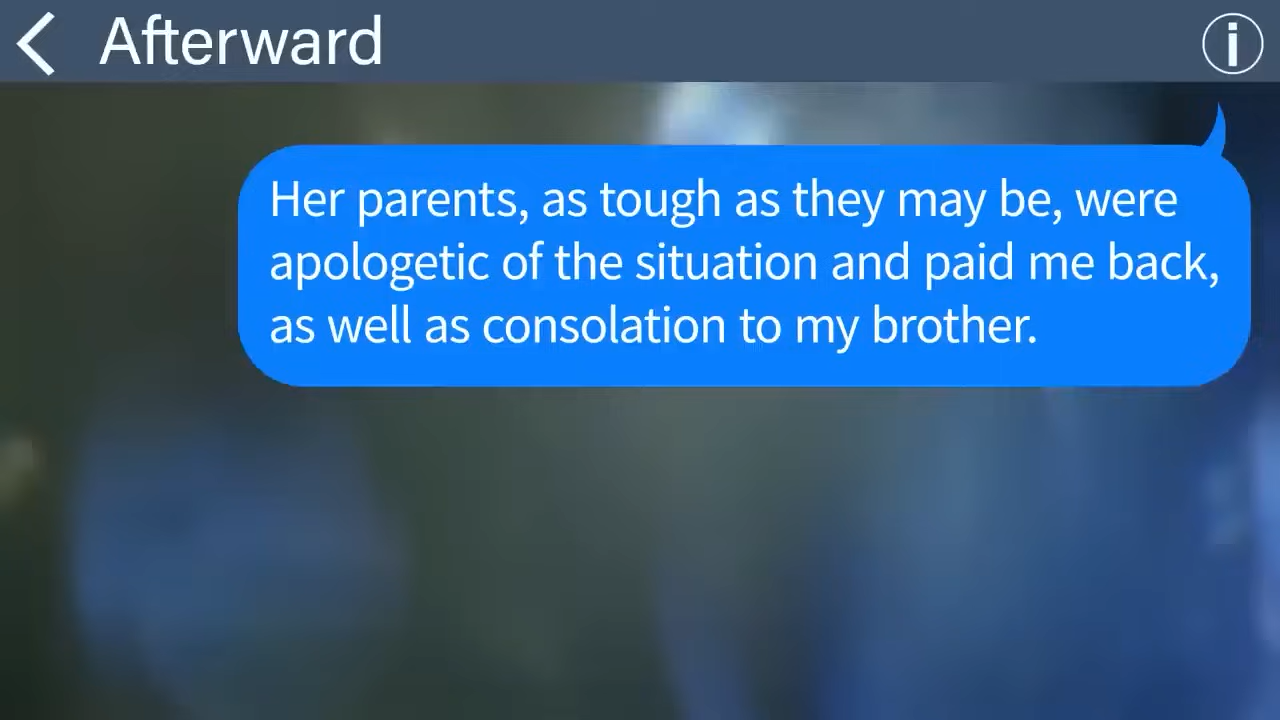 Afterward
Her parents, as tough as they may be, were
apologetic of the situation and paid me back,
as well as consolation to my brother.